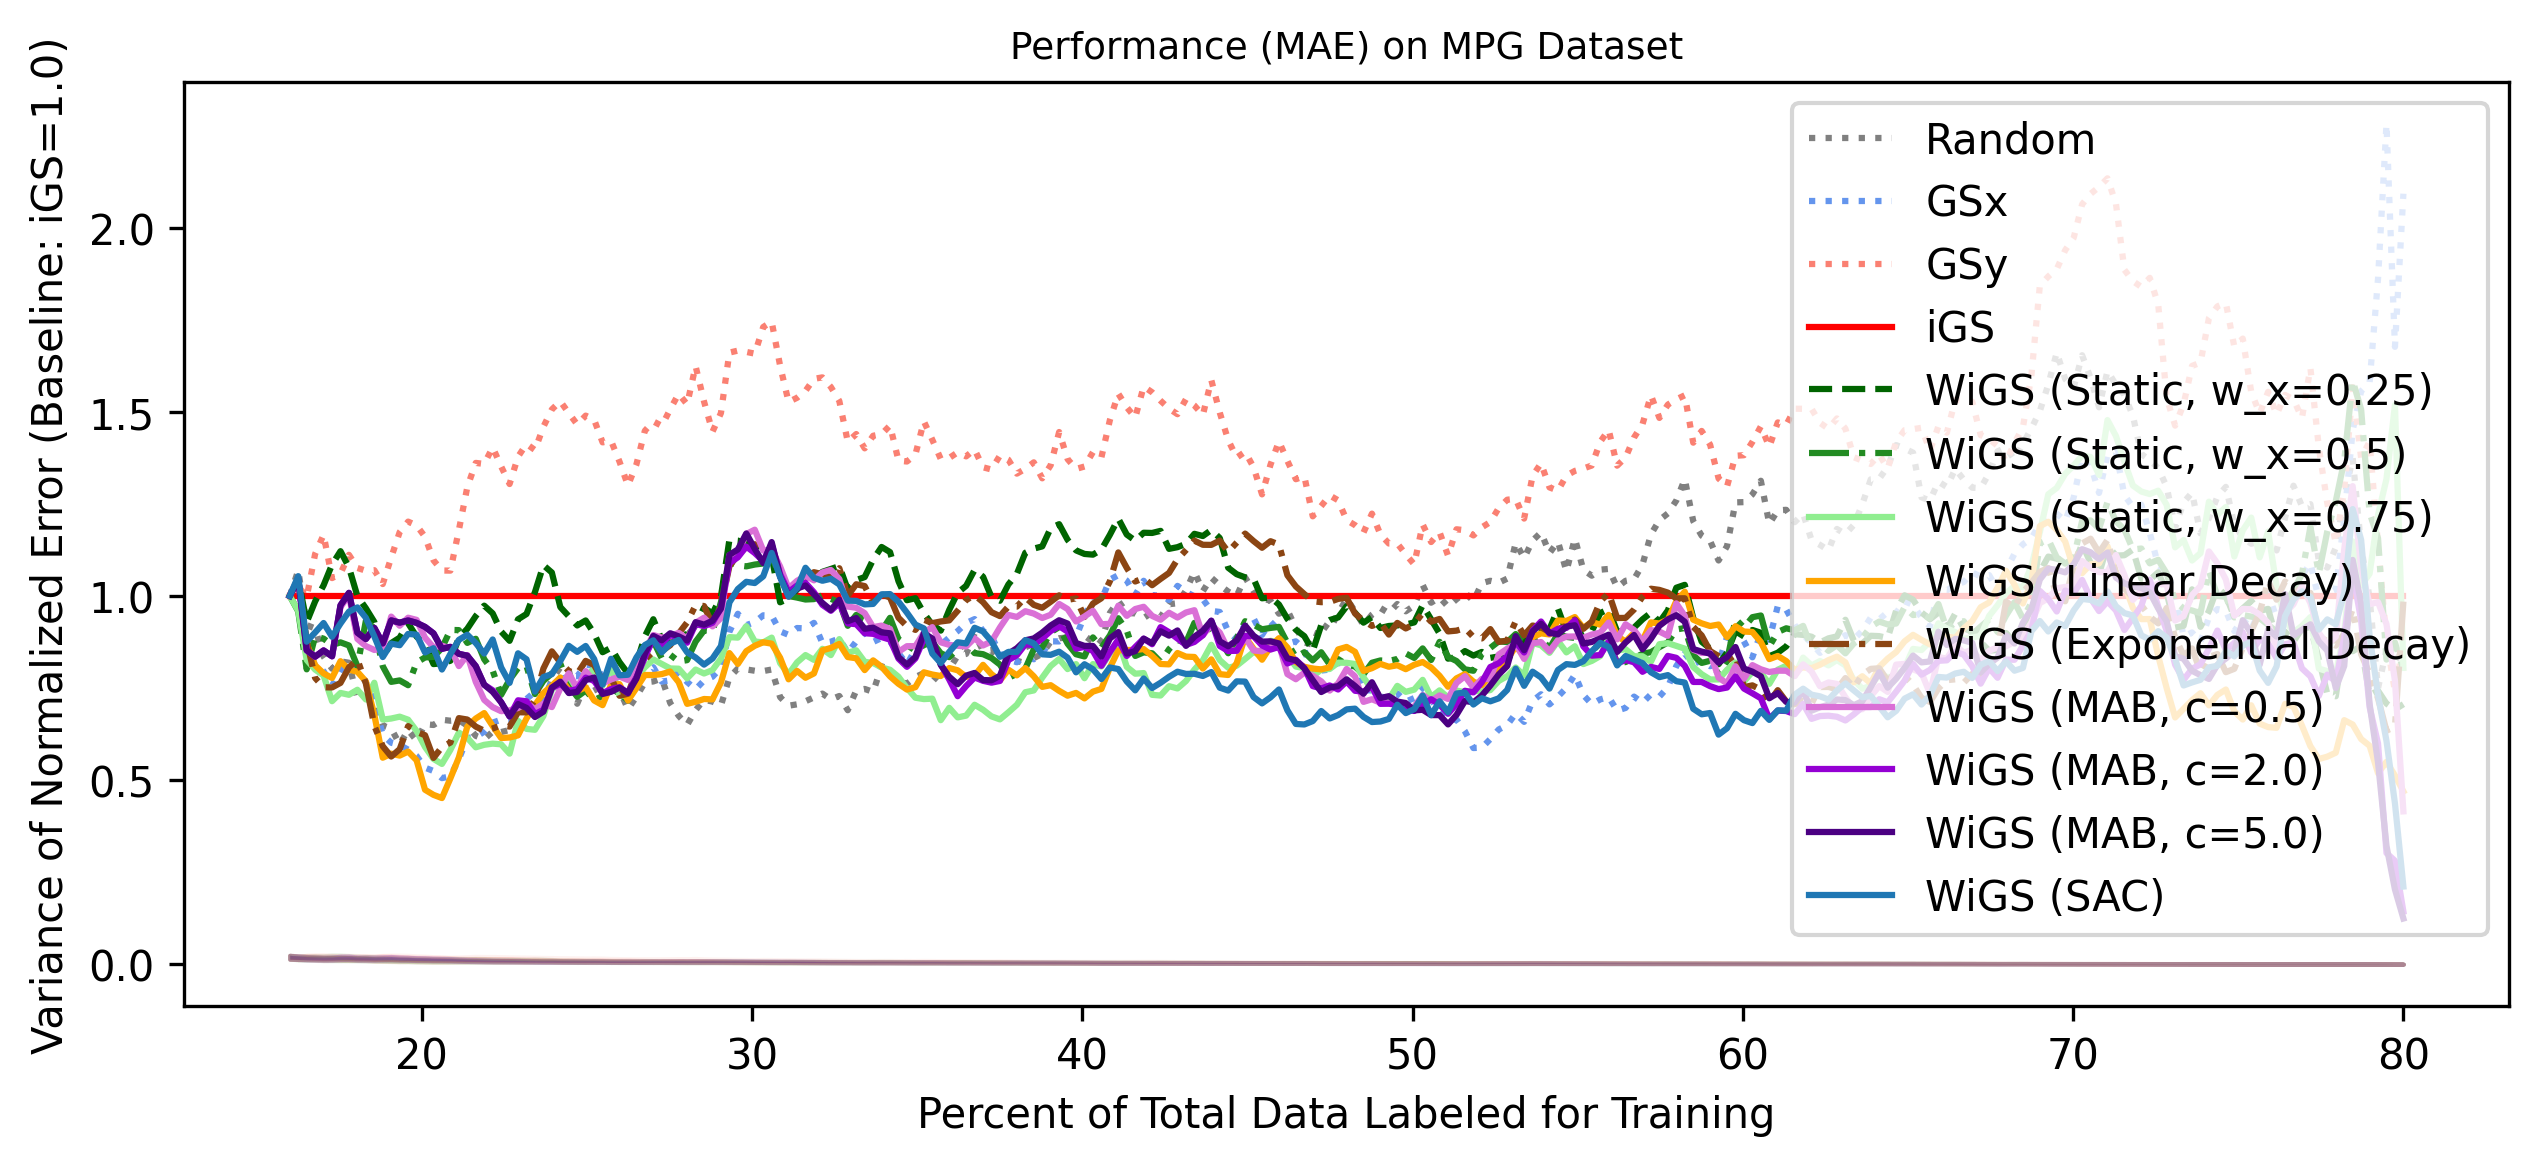 Performance (MAE) on MPG Dataset
Variance of Normalized Error (Baseline: iGS=1.0)
2.0
1.5
1.0
0.5
0.0
20
30
40
50
60
70
80
Percent of Total Data Labeled for Training
Random
GSx
GSy
iGS
WiGS (Static, w_x=0.25)
WiGS (Static, w_x=0.5)
WiGS (Static, w_x=0.75)
WiGS (Linear Decay)
WiGS (Exponential Decay)
WiGS (MAB, c=0.5)
WiGS (MAB, c=2.0)
WiGS (MAB, c=5.0)
WiGS (SAC)